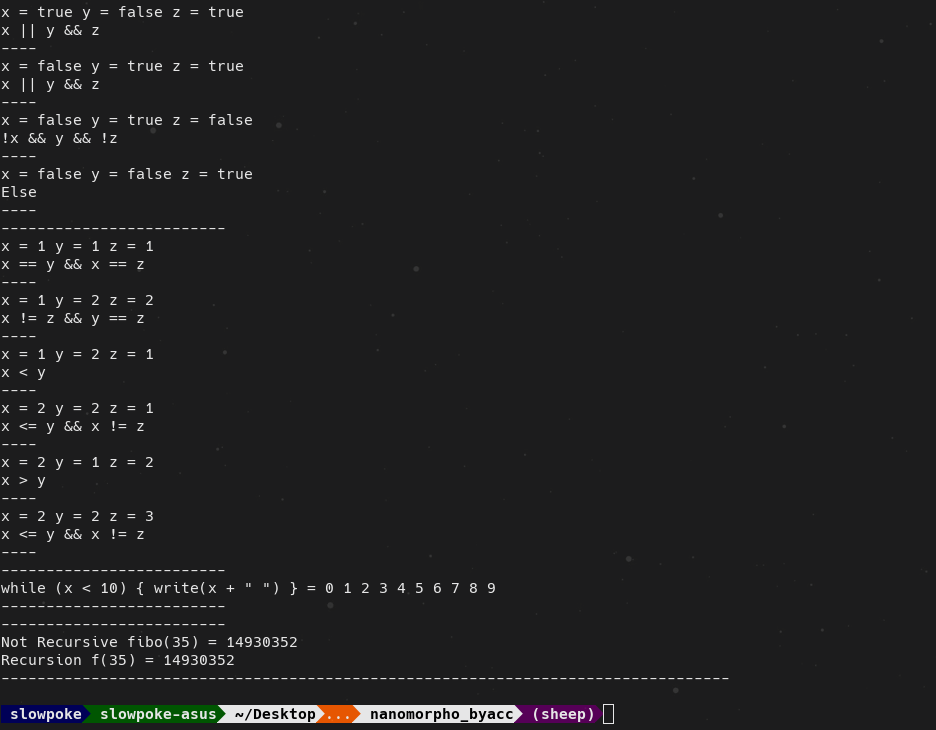 x = true y = false z = true
x || y && z
----
x = false y = true z = true
x || y && z
----
x = false y = true z = false
!x && y && !z
----
x = false y = false z = true
Else
----
-------------------------
x = 1 y = 1 z = 1
x == y && x == z
----
x = 1 y = 2 z = 2
x != z && y == z
----
x = 1 y = 2 z = 1
x < y
----
x = 2 y = 2 z = 1
x <= y && x != z
----
x = 2 y = 1 z = 2
x > y
----
x = 2 y = 2 z = 3
x <= y && x != z
----
-------------------------
while (x < 10) { write(x + " ") } = 0 1 2 3 4 5 6 7 8 9
-------------------------
-------------------------
Not Recursive fibo(35) = 14930352
Recursion f(35) = 14930352
---------------------------------------------------------------------------------
slowpoke slowpoke-asus ~/Desktop ... nanomorpho_byacc (sheep)